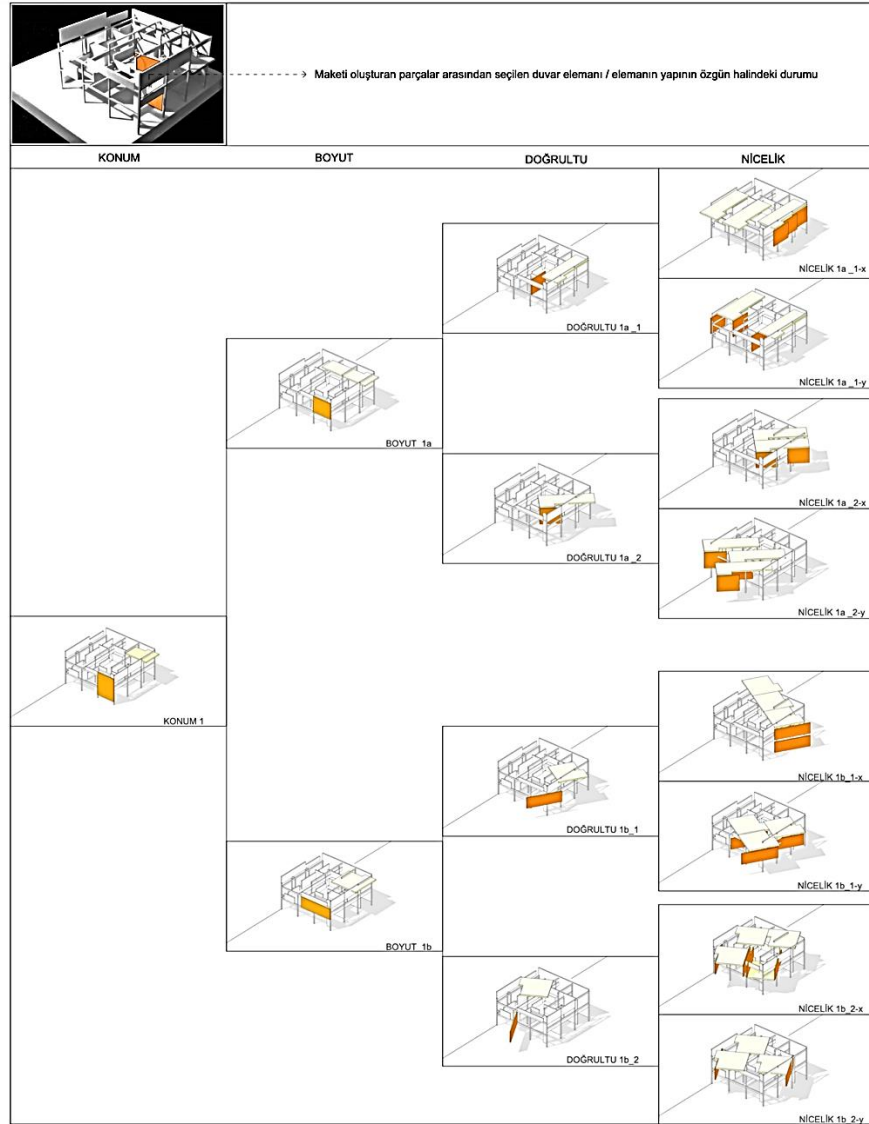 Maketi oluşturan parçalar arasından seçilen duvar elemanı / elemanın yapının özgün halindeki durumu
KONUM
BOYUT
DOĞRULTU
NİCELİK
NİCELİK 1a _1-x
DOĞRULTU 1a _1
NİCELİK 1a _1-y
BOYUT 1a
NİCELİK 1a _2-x
DOĞRULTU 1a _2
NİCELİK 1a _2-y
KONUM 1
NİCELİK 1b_1-x
DOĞRULTU 1b_1
NİCELİK 1b_1-y
BOYUT 1b
NİCELİK 1b_2-x
DOĞRULTU 1b_2
NİCELİK 1b_2-y